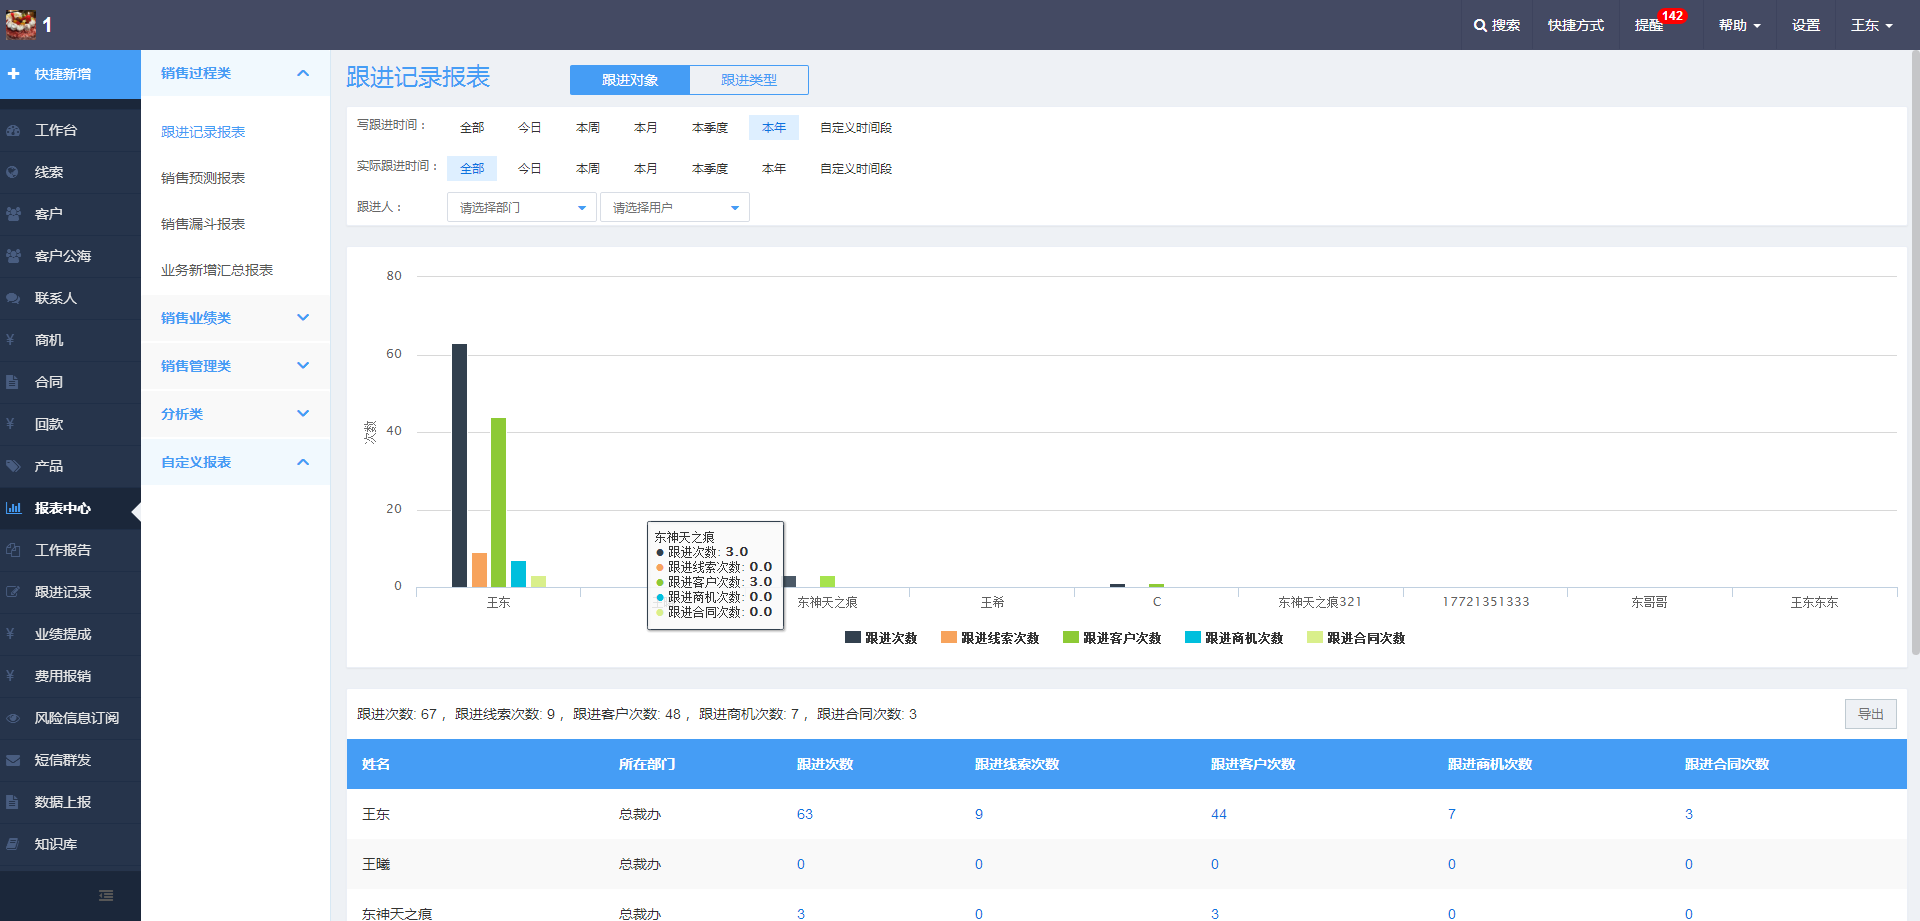 1
搜索
快捷方式
提醒
142
帮助
设置
王东
快捷新增
工作台
线索
客户
客户公海
联系人
商机
合同
回款
产品
报表中心
工作报告
跟进记录
业绩提成
费用报销
风险信息订阅
短信群发
数据上报
知识库
销售过程类
跟进记录报表
销售预测报表
销售漏斗报表
业务新增汇总报表
销售业绩类
销售管理类
分析类
自定义报表
跟进记录报表
跟进对象 跟进类型
写跟进时间： 全部 今日 本周 本月 本季度 本年 自定义时间段
实际跟进时间： 全部 今日 本周 本月 本季度 本年 自定义时间段
跟进人： 请选择部门 请选择用户
80
60
40
20
0
次数
东神天之痕
跟进次数: 3.0
跟进线索次数: 0.0
跟进客户次数: 3.0
跟进商机次数: 0.0
跟进合同次数: 0.0
王东 东神天之痕 王希 C 东神天之痕321 17721351333 东哥哥 王东东东
跟进次数 跟进线索次数 跟进客户次数 跟进商机次数 跟进合同次数
跟进次数: 67 ，跟进线索次数: 9 ，跟进客户次数: 48 ，跟进商机次数: 7 ，跟进合同次数: 3
导出
姓名 所在部门 跟进次数 跟进线索次数 跟进客户次数 跟进商机次数 跟进合同次数
王东 总裁办 63 9 44 7 3
王曦 总裁办 0 0 0 0 0
东神天之痕 总裁办 3 0 3 0 0